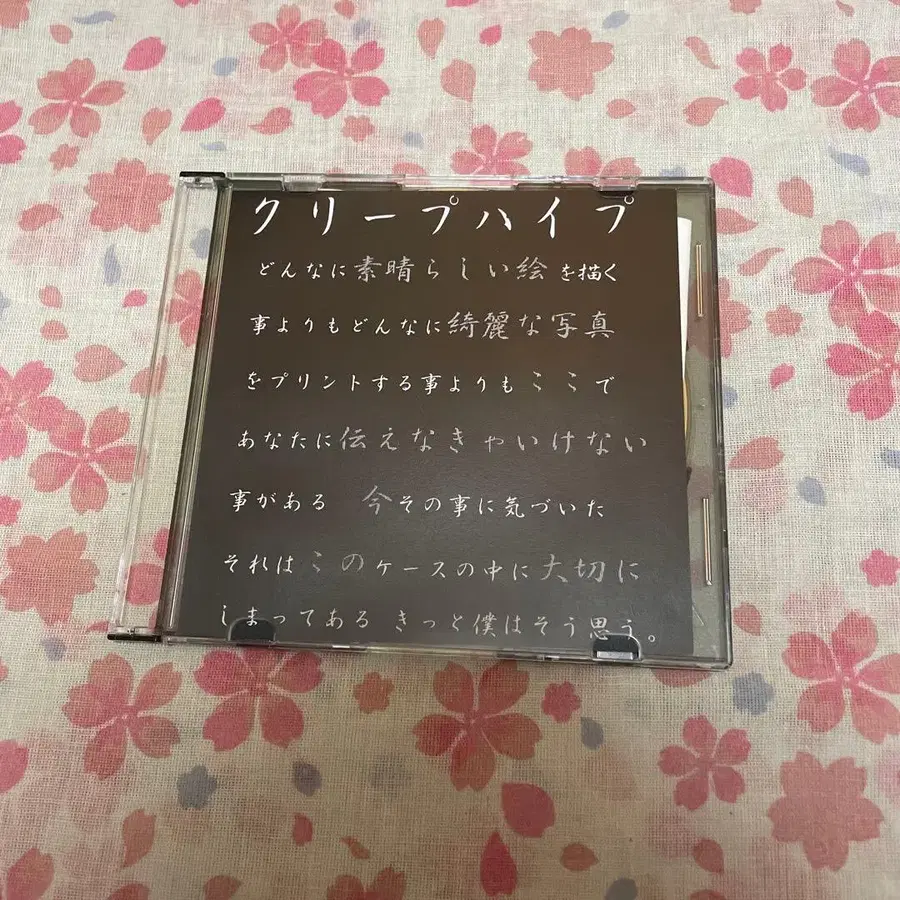 クリープハイプ
どんなに素晴らしい絵を描く
事よりもどんなに綺麗な写真
をプリントする事よりもここで
あなたに伝えなきゃいけない
事がある　今その事に気づいた
それはこのケースの中に大切に
しまってある きっと僕はそう思う。